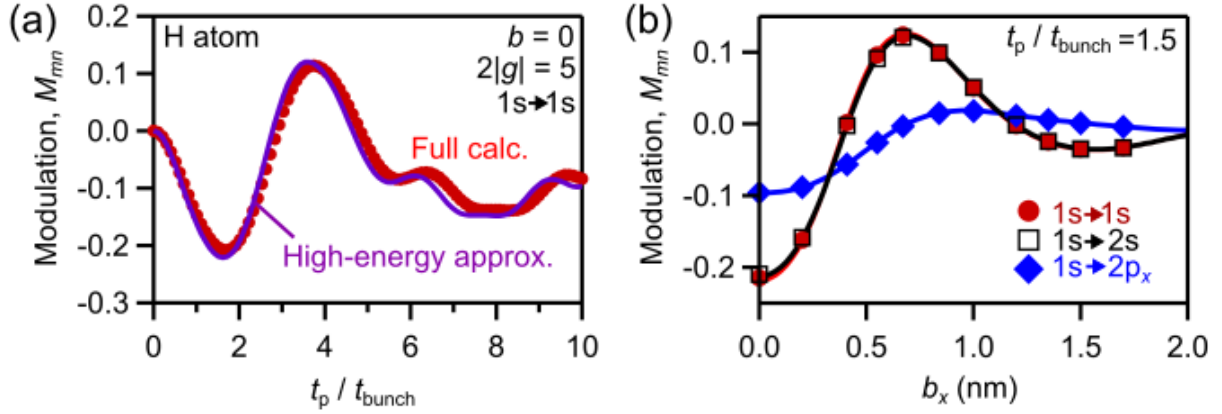 (a)
0.2
0.1
0.0
-0.1
-0.2
-0.3
Modulation, Mmn
H atom
b = 0
2|g| = 5
1s→1s
Full calc.
High-energy approx.
0 2 4 6 8 10
tp / tbunch
(b)
0.1
0.0
-0.1
-0.2
Modulation, Mmn
tp / tbunch =1.5
1s→1s
1s→2s
1s→2px
0.0 0.5 1.0 1.5 2.0
bx (nm)